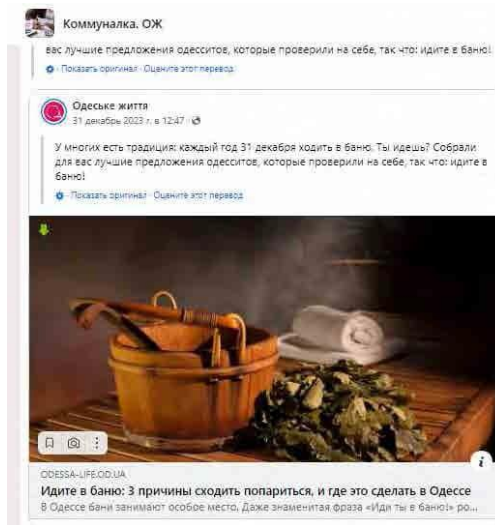 Коммуналка. ОЖ
вас лучшие предложения одесситов, которые проверили на себе, так что: идите в баню!
· Показать оригинал · Оцените этот перевод
Одеське життя
31 декабрь 2023 г. в 12:47 ·
У многих есть традиция: каждый год 31 декабря ходить в баню. Ты идешь? Собрали
для вас лучшие предложения одесситов, которые проверили на себе, так что: идите в
баню!
· Показать оригинал · Оцените этот перевод
ODESSA-LIFE.OD.UA
Идите в баню: 3 причины сходить попариться, и где это сделать в Одессе
В Одессе бани занимают особое место. Даже знаменитая фраза «Иди ты в баню!» ро...